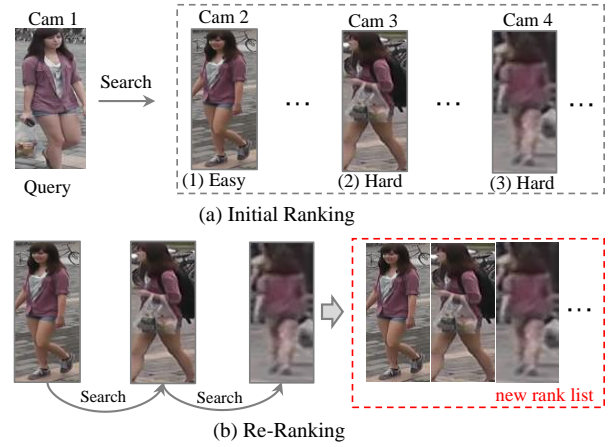 Cam 1 Cam 2 Cam 3 Cam 4
Search
...
...
...
Query
(1) Easy (2) Hard (3) Hard
(a) Initial Ranking
...
Search Search
new rank list
(b) Re-Ranking